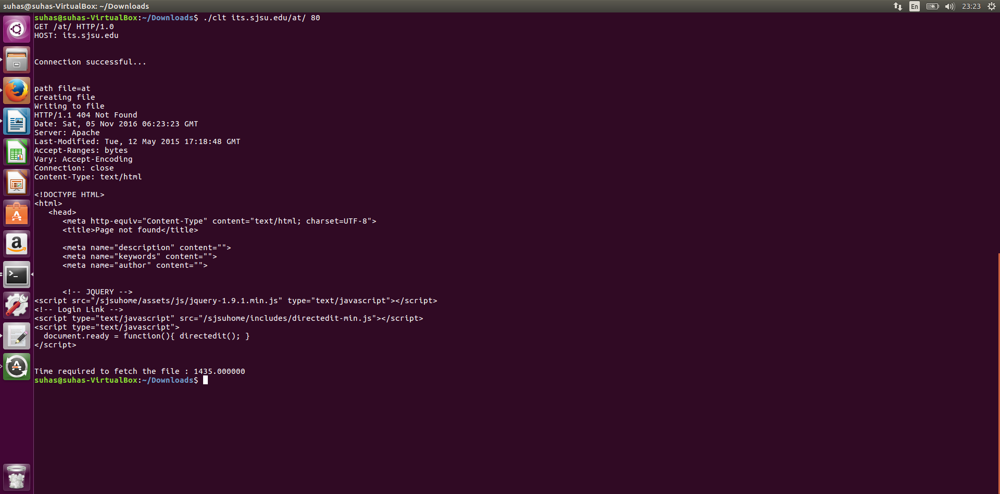 suhas@suhas-VirtualBox: ~/Downloads
En
23:23
suhas@suhas-VirtualBox:~/Downloads$ ./clt its.sjsu.edu/at/ 80
GET /at/ HTTP/1.0
HOST: its.sjsu.edu
Connection successful...
path file=at
creating file
Writing to file
HTTP/1.1 404 Not Found
Date: Sat, 05 Nov 2016 06:23:23 GMT
Server: Apache
Last-Modified: Tue, 12 May 2015 17:18:48 GMT
Accept-Ranges: bytes
Vary: Accept-Encoding
Connection: close
Content-Type: text/html
<!DOCTYPE HTML>
<html>
<head>
<meta http-equiv="Content-Type" content="text/html; charset=UTF-8">
<title>Page not found</title>
<meta name="description" content="">
<meta name="keywords" content="">
<meta name="author" content="">
<!-- JQUERY -->
<script src="/sjsuhome/assets/js/jquery-1.9.1.min.js" type="text/javascript"></script>
<!-- Login Link -->
<script type="text/javascript" src="/sjsuhome/includes/directedit-min.js"></script>
<script type="text/javascript">
document.ready = function(){ directedit(); }
</script>
Time required to fetch the file : 1435.000000
suhas@suhas-VirtualBox:~/Downloads$